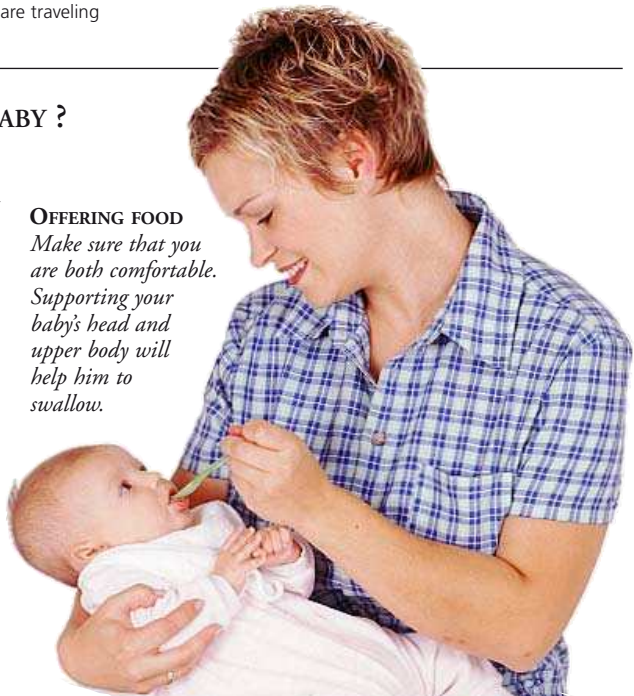 are traveling
ABY ?
OFFERING FOOD
Make sure that you
are both comfortable.
Supporting your
baby's head and
upper body will
help him to
swallow.